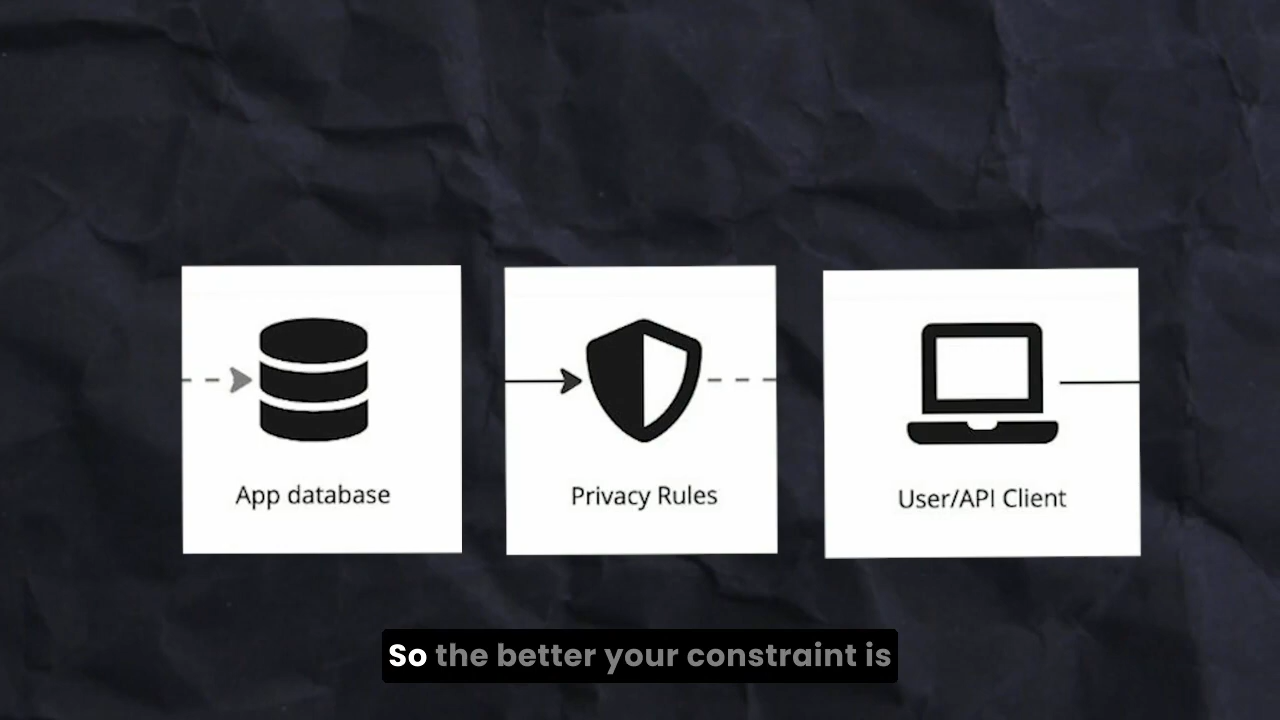 App database
Privacy Rules
User/API Client
So the better your constraint is